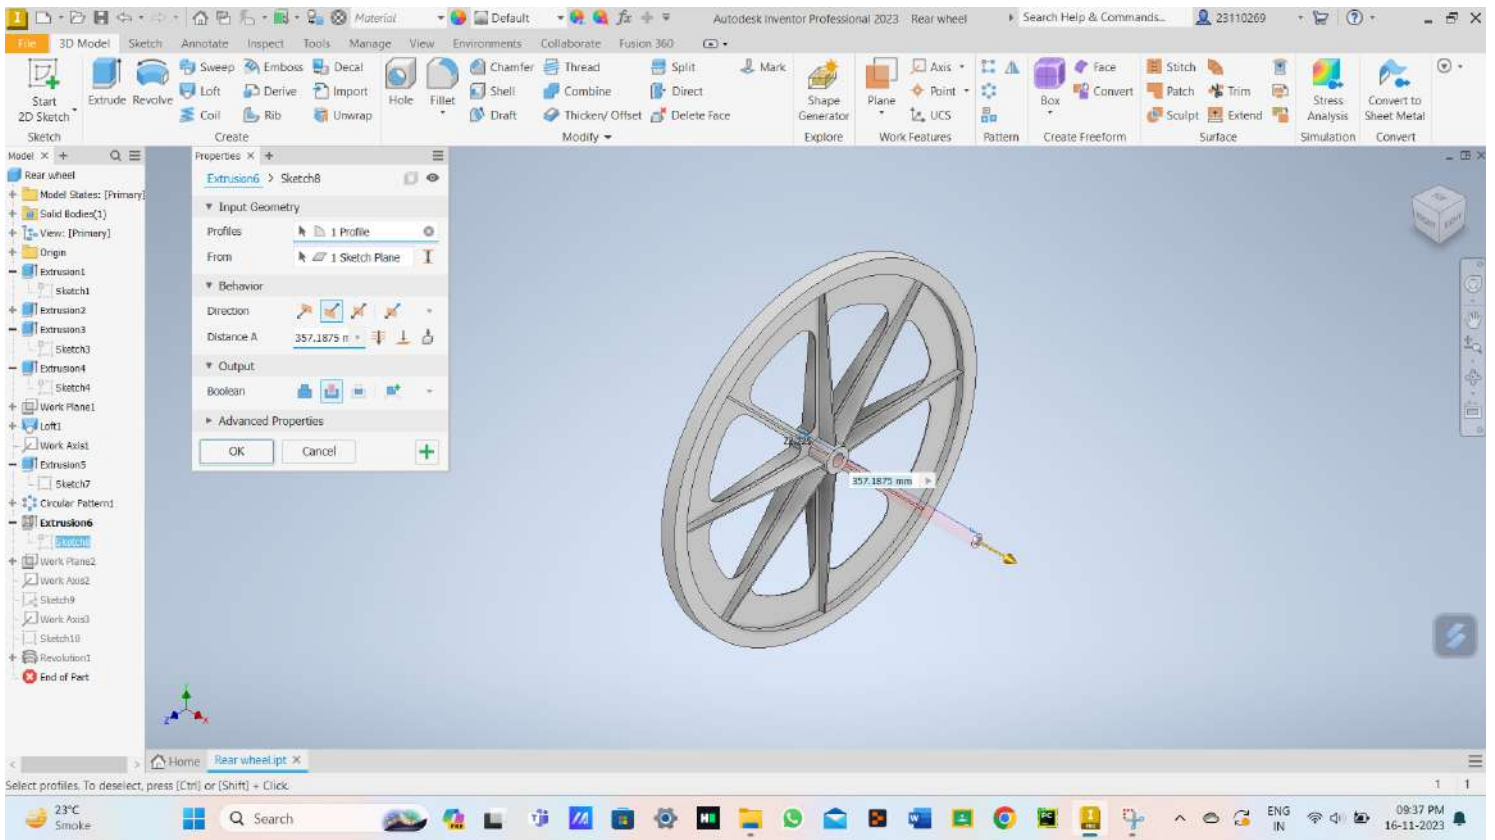 Material
Default
Autodesk Inventor Professional 2023 Rear wheel
Search Help & Commands...
23110269
File 3D Model Sketch Annotate Inspect Tools Manage View Environments Collaborate Fusion 360
Start 2D Sketch
Extrude Revolve
Sweep Emboss Decal
Loft Derive Import
Coil Rib Unwrap
Hole Fillet
Chamfer Thread Split Mark
Shell Combine Direct
Draft Thicken/ Offset Delete Face
Shape Generator
Plane
Axis
Point
UCS
Box
Face
Convert
Stitch
Patch Trim
Sculpt Extend
Stress Analysis
Convert to Sheet Metal
Sketch Create Modify Explore Work Features Pattern Create Freeform Surface Simulation Convert
Model × +
Rear wheel
Model States: [Primary]
Solid Bodies(1)
View: [Primary]
Origin
Extrusion1
Sketch1
Extrusion2
Extrusion3
Sketch3
Extrusion4
Sketch4
Work Plane1
Loft1
Work Axis1
Extrusion5
Sketch7
Circular Pattern1
Extrusion6
Sketch8
Work Plane2
Work Axis2
Sketch9
Work Axis3
Sketch10
Revolution1
End of Part
Properties × +
Extrusion6 > Sketch8
Input Geometry
Profiles 1 Profile
From 1 Sketch Plane
Behavior
Direction
Distance A 357.1875 m
Output
Boolean
Advanced Properties
OK Cancel
357.1875 mm
Home Rear wheel.ipt ×
Select profiles. To deselect, press [Ctrl] or [Shift] + Click.
1 1
23°C
Smoke
Search
ENG
IN
09:37 PM
16-11-2023